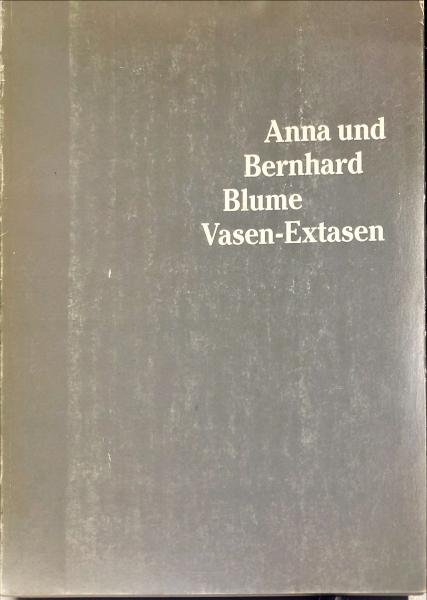 Anna und
Bernhard
Blume
Vasen-Extasen